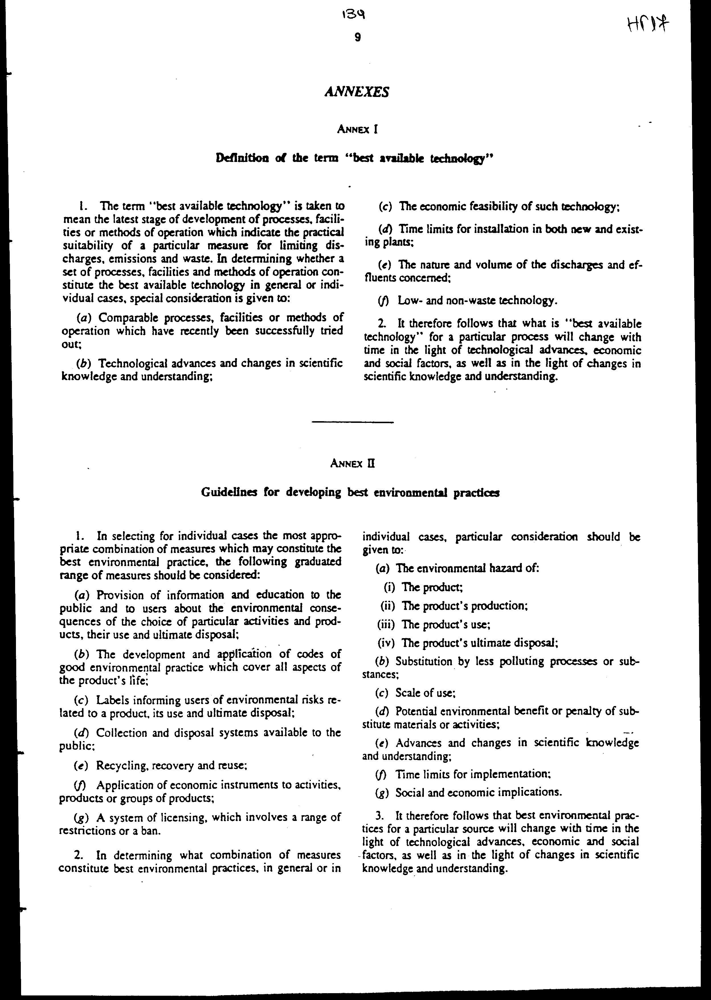 139
9
ANNEXES
ANNEX I
Definition of the term "best available technology"
1. The term "best available technology" is taken to
mean the latest stage of development of processes, facili-
ties or methods of operation which indicate the practical
suitability of a particular measure for limiting dis-
charges, emissions and waste. In determining whether a
set of processes, facilities and methods of operation con-
stitute the best available technology in general or indi-
vidual cases, special consideration is given to:
(a) Comparable processes, facilities or methods of
operation which have recently been successfully tried
out;
(b) Technological advances and changes in scientific
knowledge and understanding;
(c) The economic feasibility of such technology;
(d) Time limits for installation in both new and exist-
ing plants;
(e) The nature and volume of the discharges and ef-
fluents concerned;
(f) Low- and non-waste technology.
2. It therefore follows that what is "best available
technology" for a particular process will change with
time in the light of technological advances, economic
and social factors, as well as in the light of changes in
scientific knowledge and understanding.
ANNEX II
Guidelines for developing best environmental practices
1. In selecting for individual cases the most appro-
priate combination of measures which may constitute the
best environmental practice, the following graduated
range of measures should be considered:
(a) Provision of information and education to the
public and to users about the environmental conse-
quences of the choice of particular activities and prod-
ucts, their use and ultimate disposal;
(b) The development and application of codes of
good environmental practice which cover all aspects of
the product's life;
(c) Labels informing users of environmental risks re-
lated to a product, its use and ultimate disposal;
(d) Collection and disposal systems available to the
public;
(e) Recycling, recovery and reuse;
(f) Application of economic instruments to activities,
products or groups of products;
(g) A system of licensing, which involves a range of
restrictions or a ban.
2. In determining what combination of measures
constitute best environmental practices, in general or in
individual cases, particular consideration should be
given to:
(a) The environmental hazard of:
(i) The product;
(ii) The product's production;
(iii) The product's use;
(iv) The product's ultimate disposal;
(b) Substitution by less polluting processes or sub-
stances;
(c) Scale of use;
(d) Potential environmental benefit or penalty of sub-
stitute materials or activities;
(e) Advances and changes in scientific knowledge
and understanding;
(f) Time limits for implementation;
(g) Social and economic implications.
3. It therefore follows that best environmental prac-
tices for a particular source will change with time in the
light of technological advances, economic and social
factors, as well as in the light of changes in scientific
knowledge and understanding.